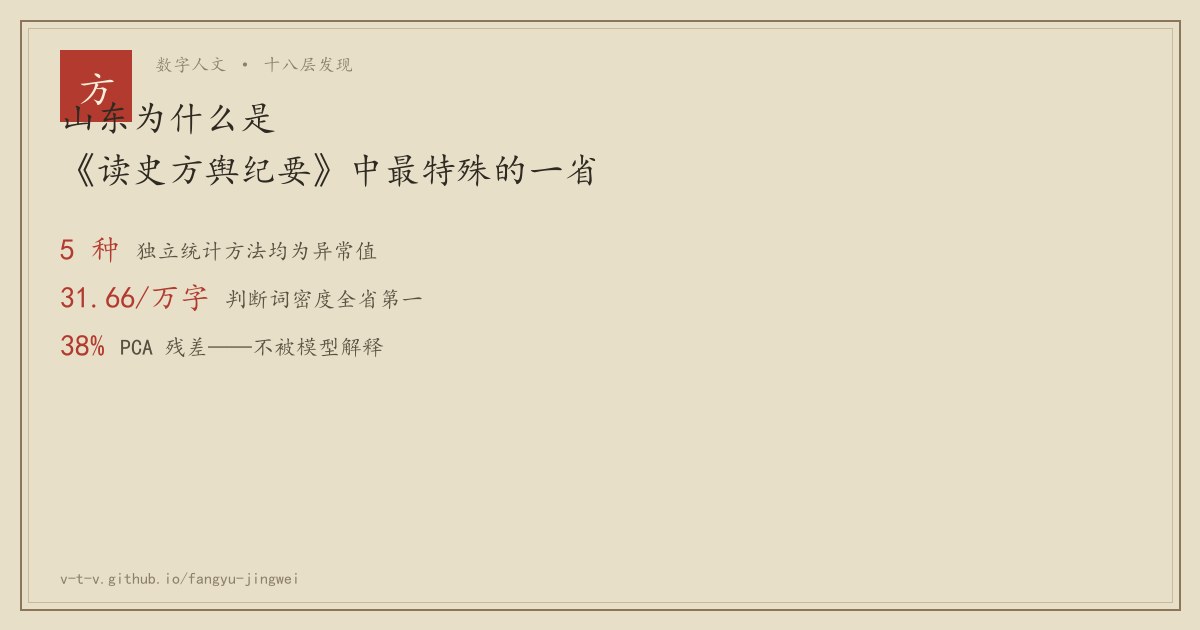 方
数字人文 • 十八层发现
山东为什么是
《读史方舆纪要》中最特殊的一省
5 种 独立统计方法均为异常值
31.66/万字 判断词密度全省第一
38% PCA 残差——不被模型解释
v-t-v.github.io/fangyu-jingwei